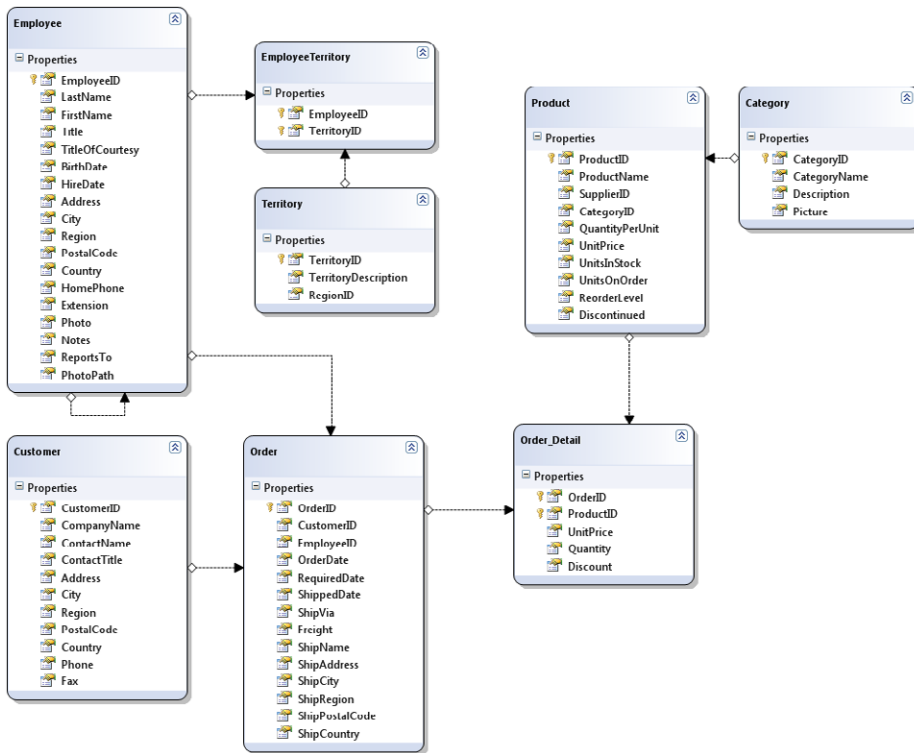 Employee
Properties
EmployeeID
LastName
FirstName
Title
TitleOfCourtesy
BirthDate
HireDate
Address
City
Region
PostalCode
Country
HomePhone
Extension
Photo
Notes
ReportsTo
PhotoPath
EmployeeTerritory
Properties
EmployeeID
TerritoryID
Territory
Properties
TerritoryID
TerritoryDescription
RegionID
Product
Properties
ProductID
ProductName
SupplierID
CategoryID
QuantityPerUnit
UnitPrice
UnitsInStock
UnitsOnOrder
ReorderLevel
Discontinued
Category
Properties
CategoryID
CategoryName
Description
Picture
Customer
Properties
CustomerID
CompanyName
ContactName
ContactTitle
Address
City
Region
PostalCode
Country
Phone
Fax
Order
Properties
OrderID
CustomerID
EmployeeID
OrderDate
RequiredDate
ShippedDate
ShipVia
Freight
ShipName
ShipAddress
ShipCity
ShipRegion
ShipPostalCode
ShipCountry
Order_Detail
Properties
OrderID
ProductID
UnitPrice
Quantity
Discount